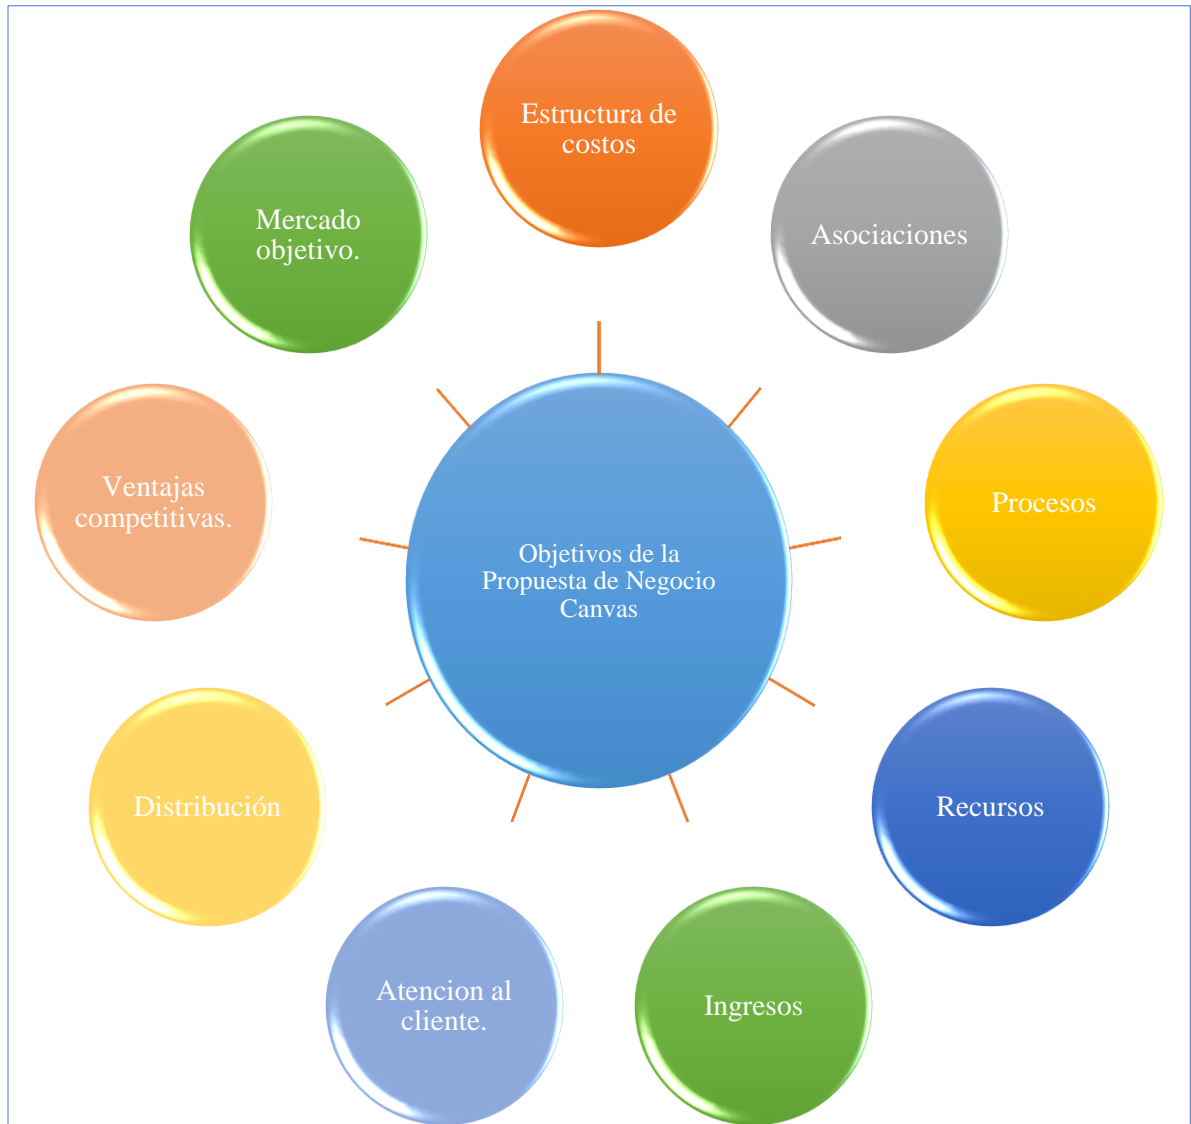 Estructura de
costos
Asociaciones
Procesos
Recursos
Ingresos
Atencion al
cliente.
Distribución
Ventajas
competitivas.
Mercado
objetivo.
Objetivos de la
Propuesta de Negocio
Canvas